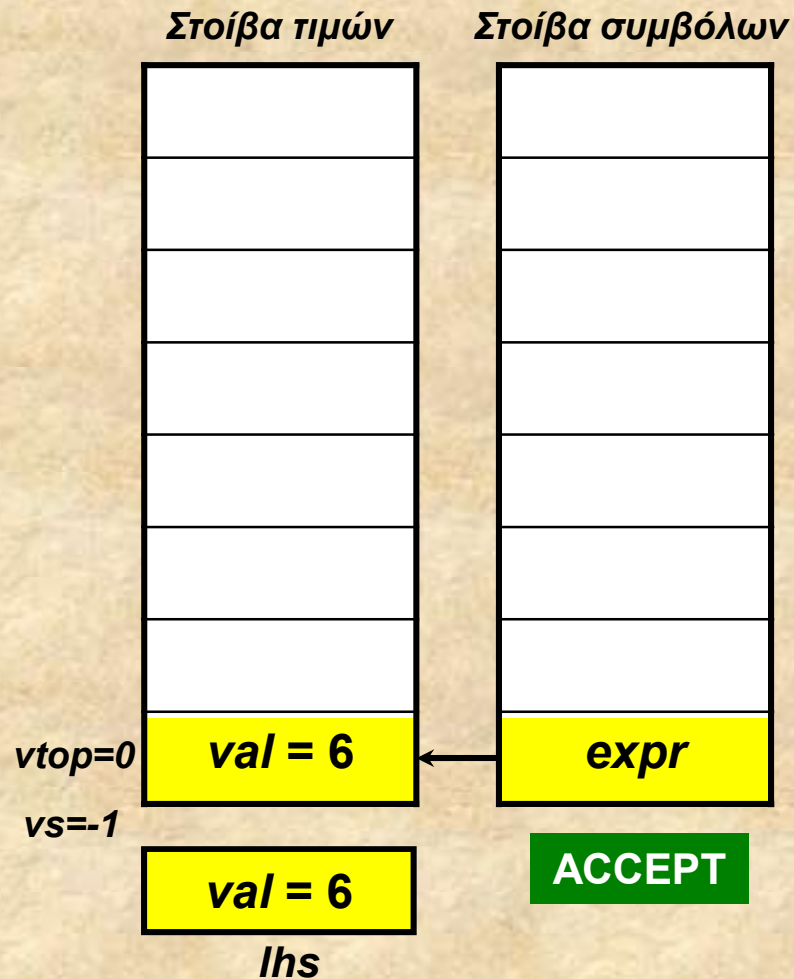 Στοίβα τιμών
Στοίβα συμβόλων
vtop=0
val = 6
expr
vs=-1
val = 6
ACCEPT
lhs